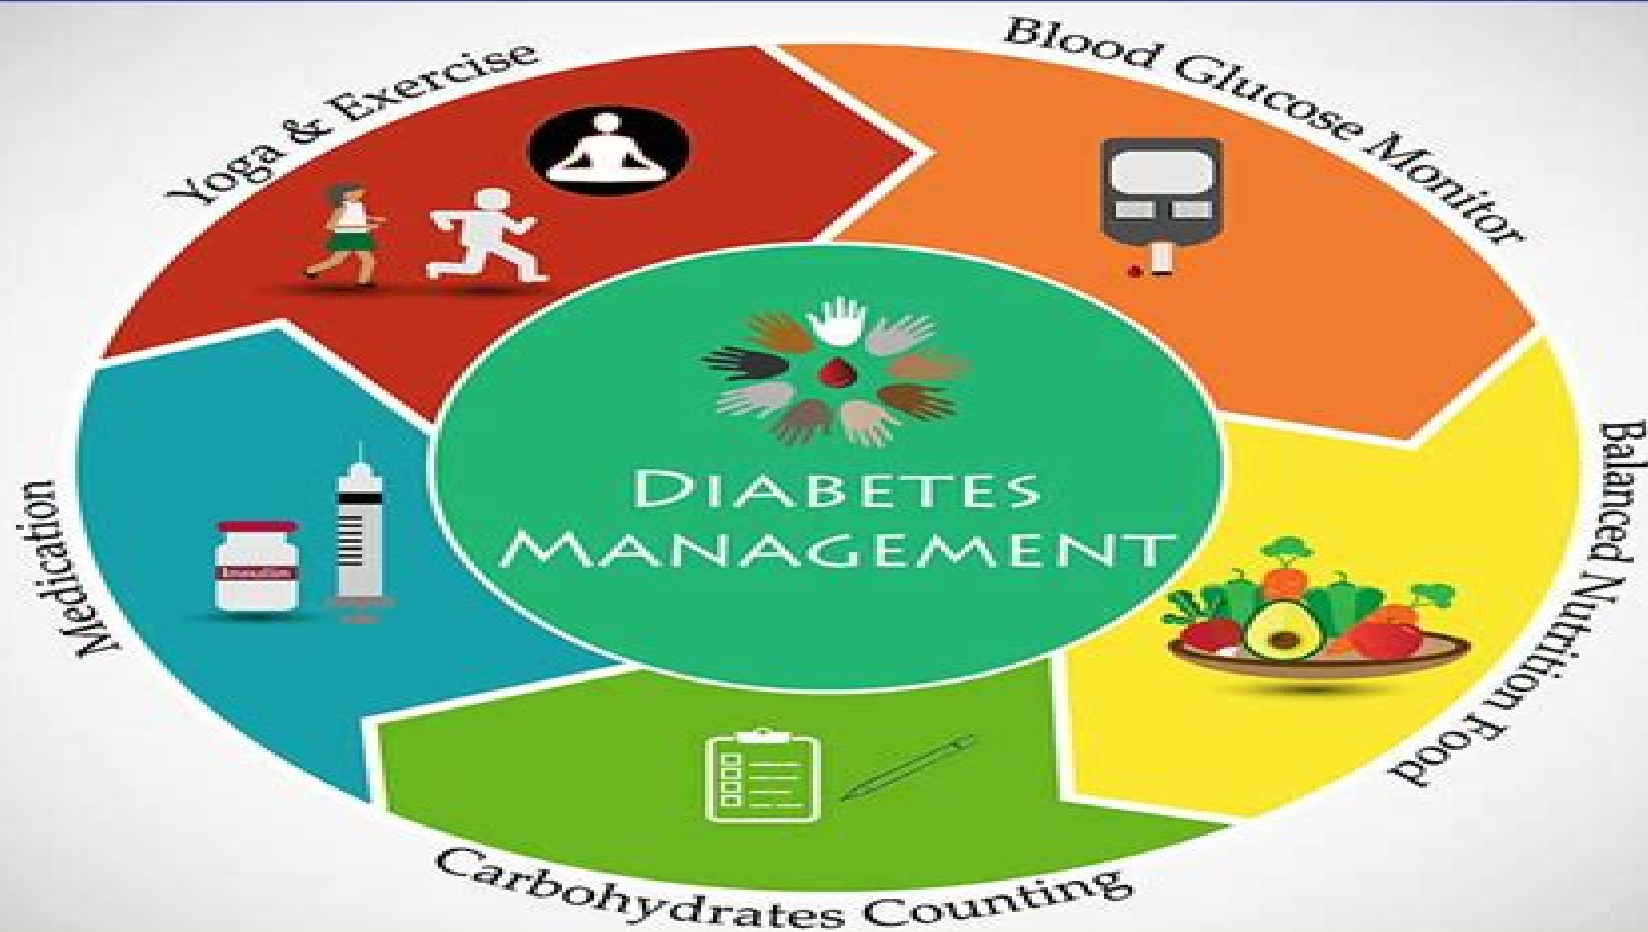 Yoga & Exercise
Blood Glucose Monitor
DIABETES
MANAGEMENT
Medication
Balanced Nutrition Food
Carbohydrates Counting